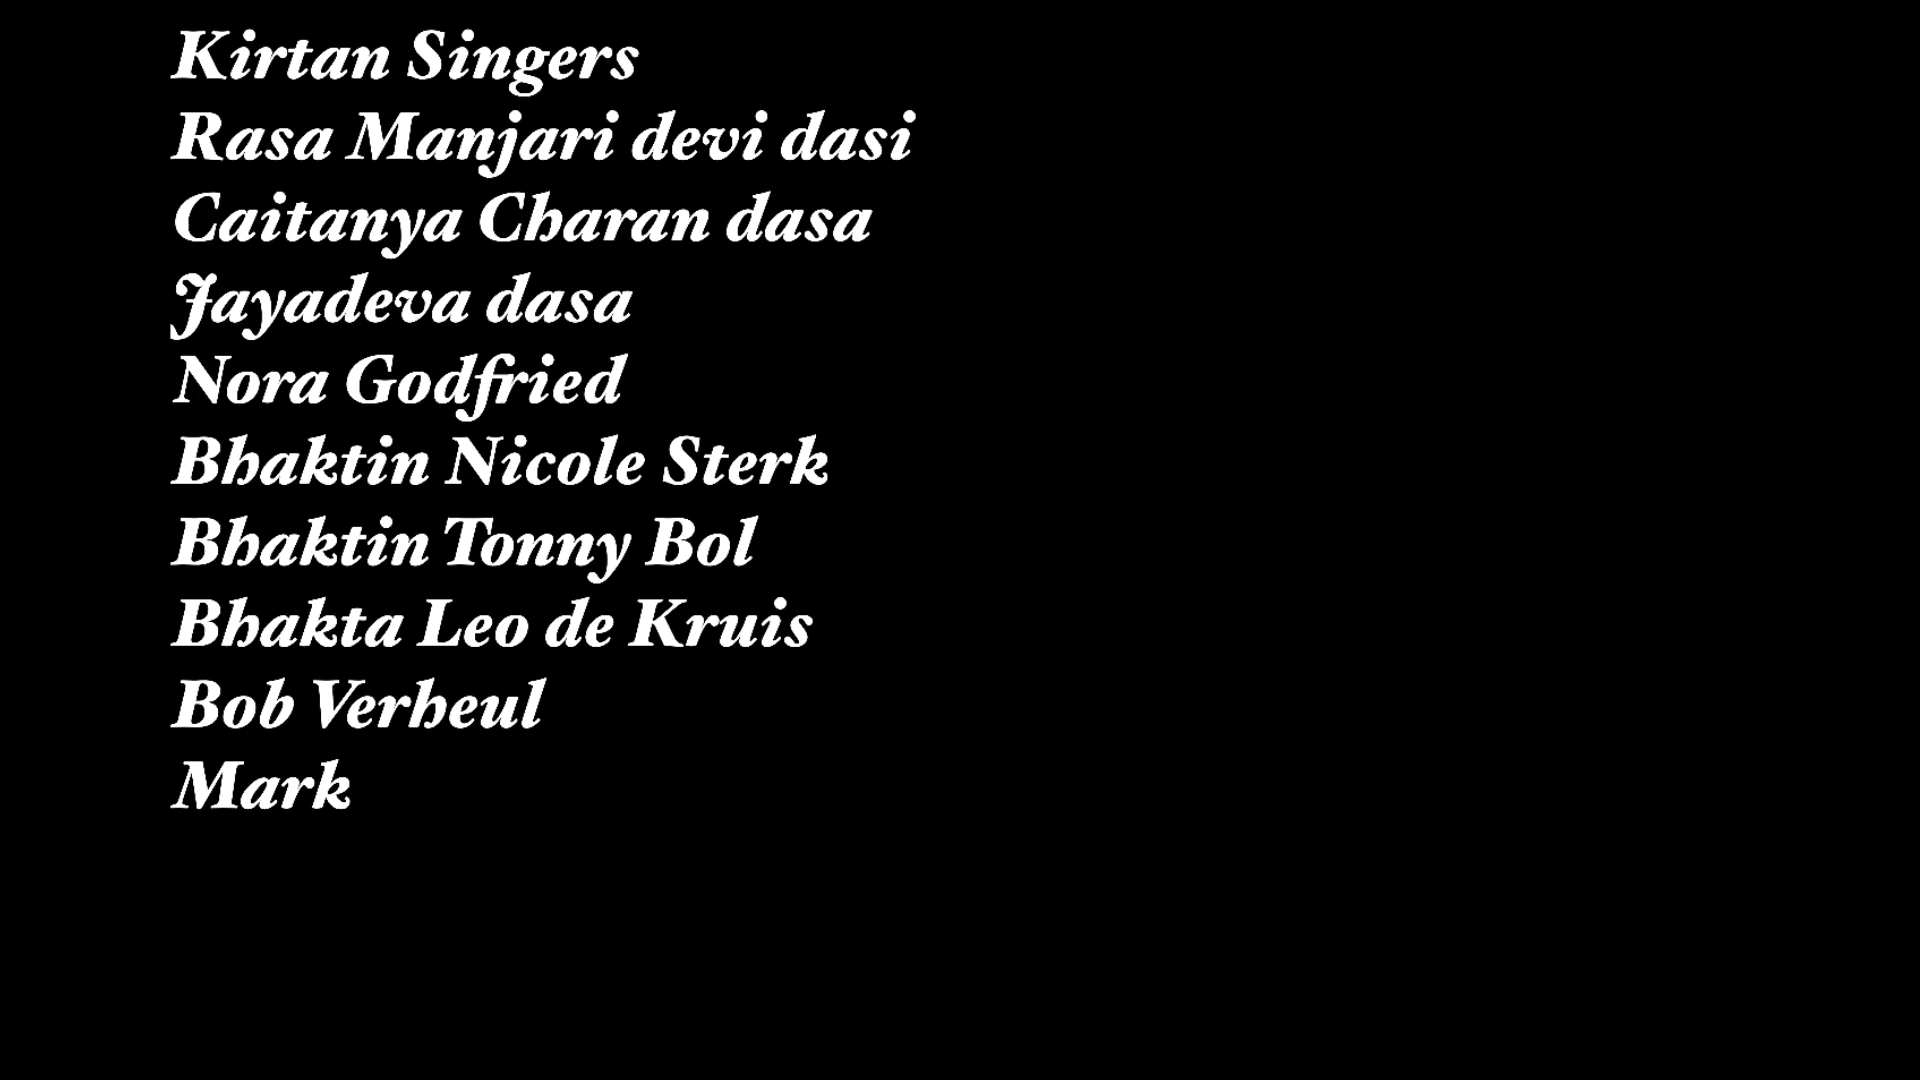 Kirtan Singers
Rasa Manjari devi dasi
Caitanya Charan dasa
Jayadeva dasa
Nora Godfried
Bhaktin Nicole Sterk
Bhaktin Tonny Bol
Bhakta Leo de Kruis
Bob Verheul
Mark